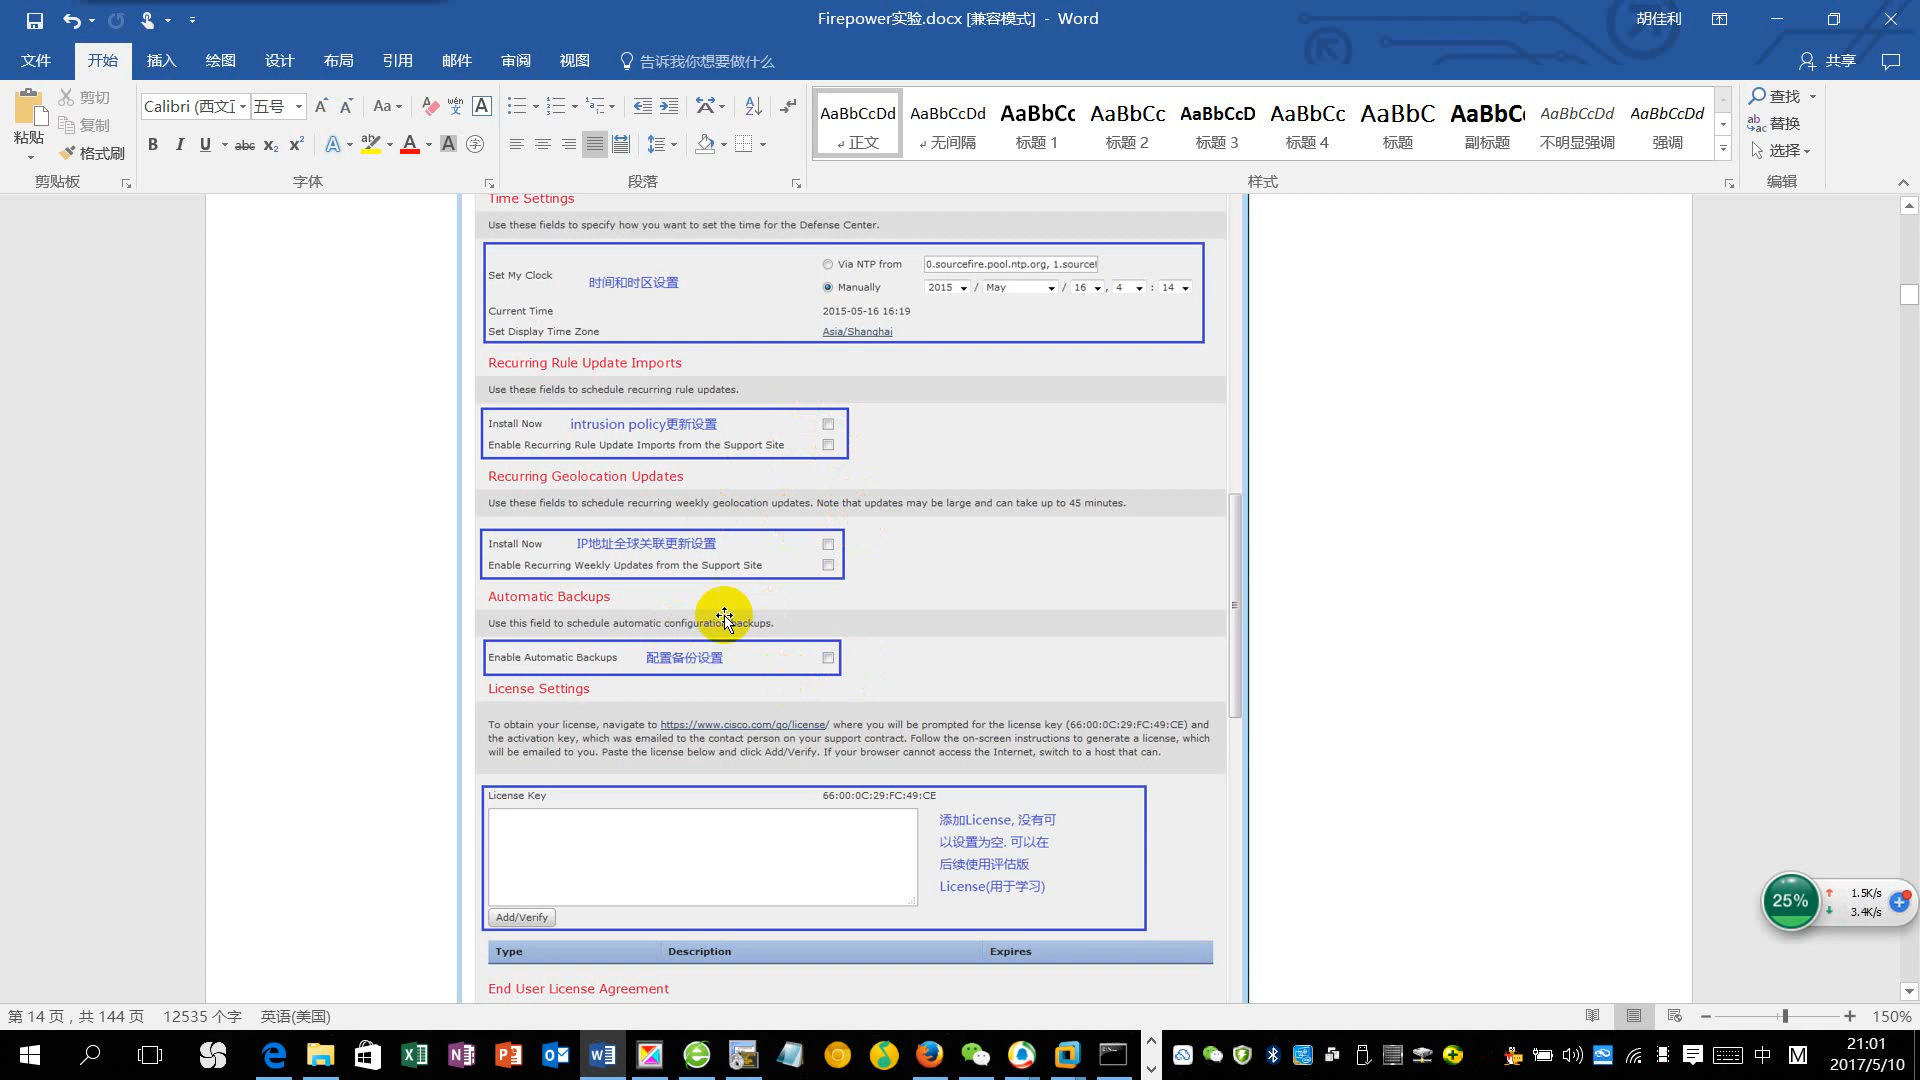 Firepower实验.docx [兼容模式] - Word
胡佳利
文件 开始 插入 绘图 设计 布局 引用 邮件 审阅 视图 告诉我你想要做什么 共享
粘贴 剪切 复制 格式刷
Calibri (西文正 五号
AaBbCcDd AaBbCcDd AaBbCc AaBbCc AaBbCcD AaBbCc AaBbC AaBbC AaBbCcDd AaBbCcDd
正文 无间隔 标题 1 标题 2 标题 3 标题 4 标题 副标题 不明显强调 强调
查找
替换
选择
剪贴板 字体 段落 样式 编辑
Time Settings
Use these fields to specify how you want to set the time for the Defense Center.
Set My Clock 时间和时区设置 Via NTP from 0.sourcefire.pool.ntp.org, 1.sourcef
Manually 2015 / May / 16 , 4 : 14
Current Time 2015-05-16 16:19
Set Display Time Zone Asia/Shanghai
Recurring Rule Update Imports
Use these fields to schedule recurring rule updates.
Install Now intrusion policy更新设置
Enable Recurring Rule Update Imports from the Support Site
Recurring Geolocation Updates
Use these fields to schedule recurring weekly geolocation updates. Note that updates may be large and can take up to 45 minutes.
Install Now IP地址全球关联更新设置
Enable Recurring Weekly Updates from the Support Site
Automatic Backups
Use this field to schedule automatic configuration backups.
Enable Automatic Backups 配置备份设置
License Settings
To obtain your license, navigate to https://www.cisco.com/go/license/ where you will be prompted for the license key (66:00:0C:29:FC:49:CE) and
the activation key, which was emailed to the contact person on your support contract. Follow the on-screen instructions to generate a license, which
will be emailed to you. Paste the license below and click Add/Verify. If your browser cannot access the Internet, switch to a host that can.
License Key 66:00:0C:29:FC:49:CE
添加License, 没有可
以设置为空. 可以在
后续使用评估版
License(用于学习)
Add/Verify
Type Description Expires
End User License Agreement
25% 1.5K/s
3.4K/s
第 14 页，共 144 页 12535 个字 英语(美国) 150%
中 M 21:01
2017/5/10